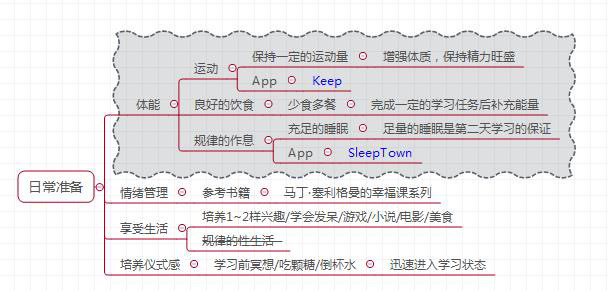 运动
保持一定的运动量
增强体质，保持精力旺盛
App
Keep
体能
良好的饮食
少食多餐
完成一定的学习任务后补充能量
规律的作息
充足的睡眠
足量的睡眠是第二天学习的保证
App
SleepTown
日常准备
情绪管理
参考书籍
马丁·塞利格曼的幸福课系列
享受生活
培养1~2样兴趣/学会发呆/游戏/小说/电影/美食
规律的性生活
培养仪式感
学习前冥想/吃颗糖/倒杯水
迅速进入学习状态